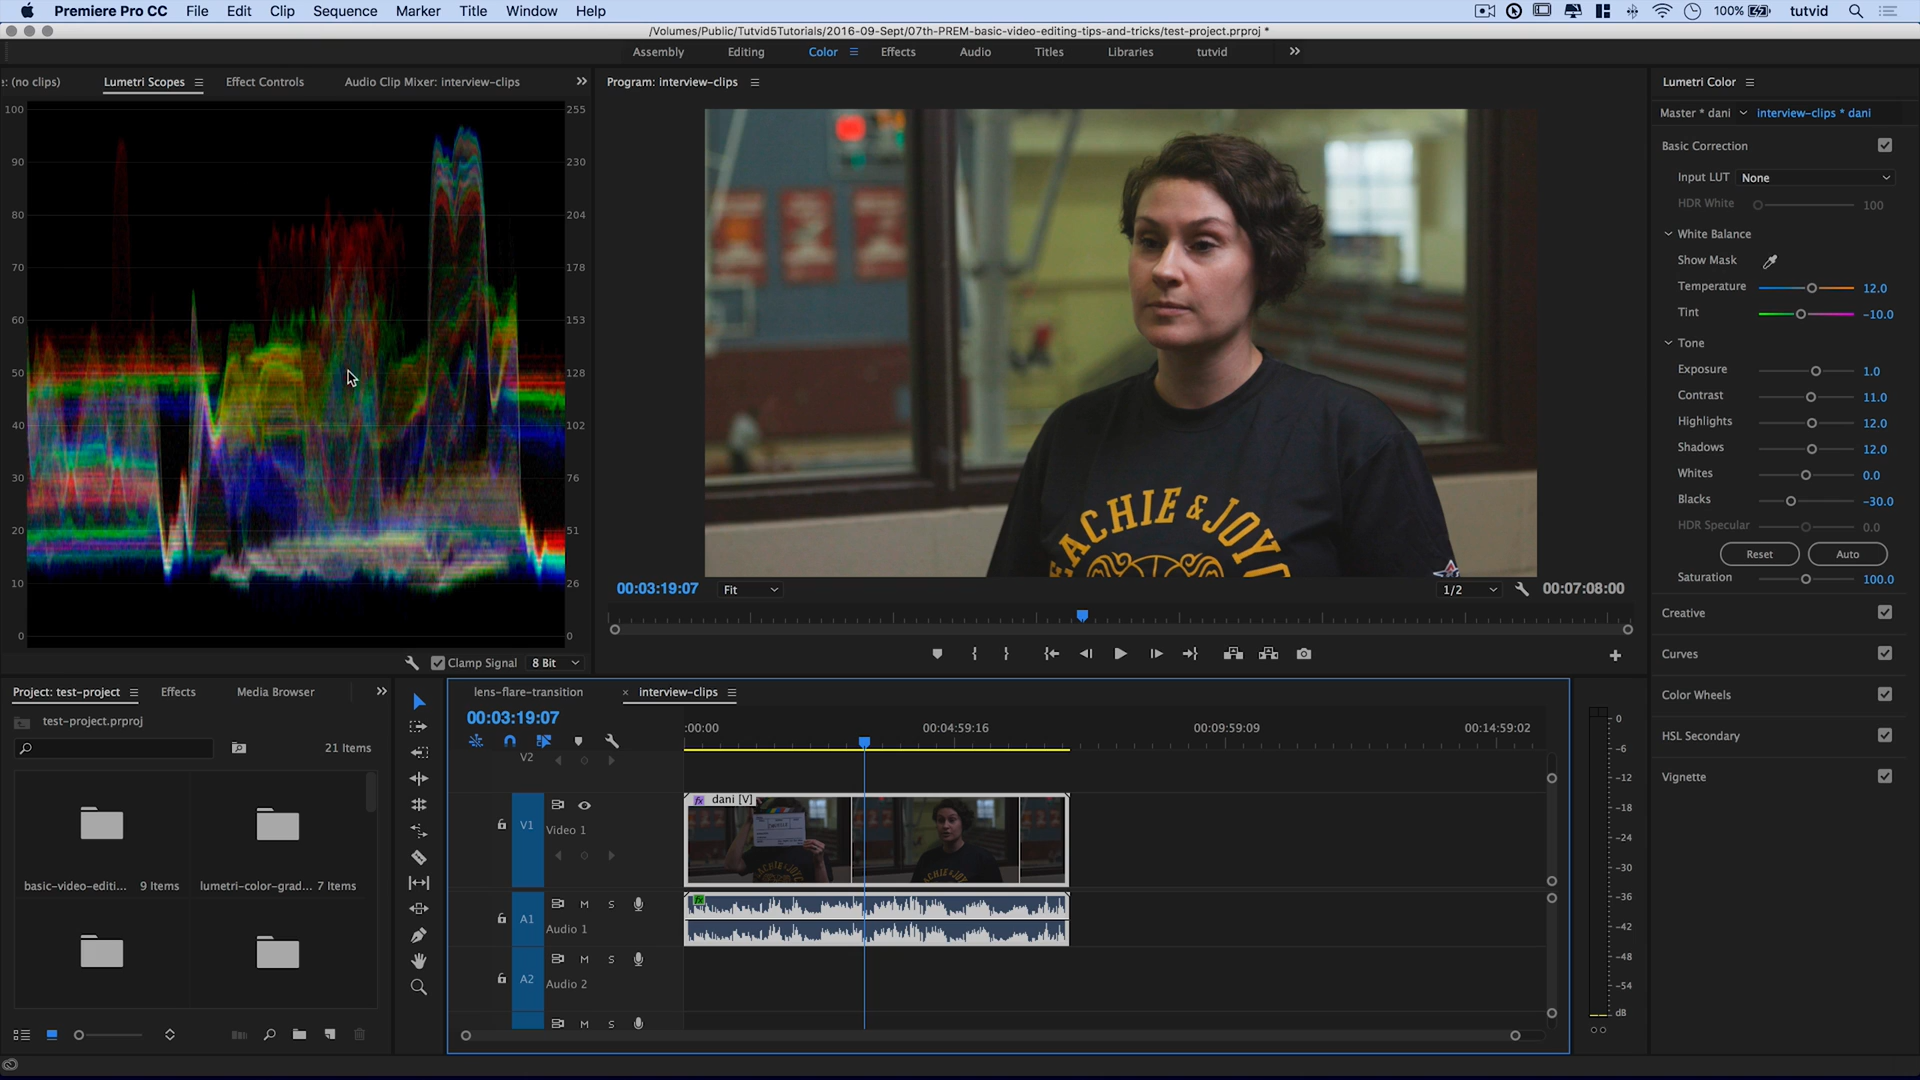 Premiere Pro CC File Edit Clip Sequence Marker Title Window Help 100% tutvid
/Volumes/Public/Tutvid5Tutorials/2016-09-Sept/07th-PREM-basic-video-editing-tips-and-tricks/test-project.prproj *
Assembly Editing Color Effects Audio Titles Libraries tutvid
: (no clips) Lumetri Scopes Effect Controls Audio Clip Mixer: interview-clips
100 255
90 230
80 204
70 178
60 153
50 128
40 102
30 76
20 51
10 26
0 0
Clamp Signal 8 Bit
Program: interview-clips
EACHIE & JOYC
00:03:19:07 Fit 1/2 00:07:08:00
Lumetri Color
Master * dani interview-clips * dani
Basic Correction
Input LUT None
HDR White 100
White Balance
Show Mask
Temperature 12.0
Tint -10.0
Tone
Exposure 1.0
Contrast 11.0
Highlights 12.0
Shadows 12.0
Whites 0.0
Blacks -30.0
HDR Specular 0.0
Reset Auto
Saturation 100.0
Creative
Curves
Color Wheels
HSL Secondary
Vignette
Project: test-project Effects Media Browser
test-project.prproj
21 Items
basic-video-editi... 9 Items lumetri-color-grad... 7 Items
lens-flare-transition × interview-clips
00:03:19:07
:00:00 00:04:59:16 00:09:59:09 00:14:59:02
V2
fx dani [V]
V1 Video 1
fx
M S
A1 Audio 1
M S
A2 Audio 2
M S
0
-6
-12
-18
-24
-30
-36
-42
-48
-54
dB